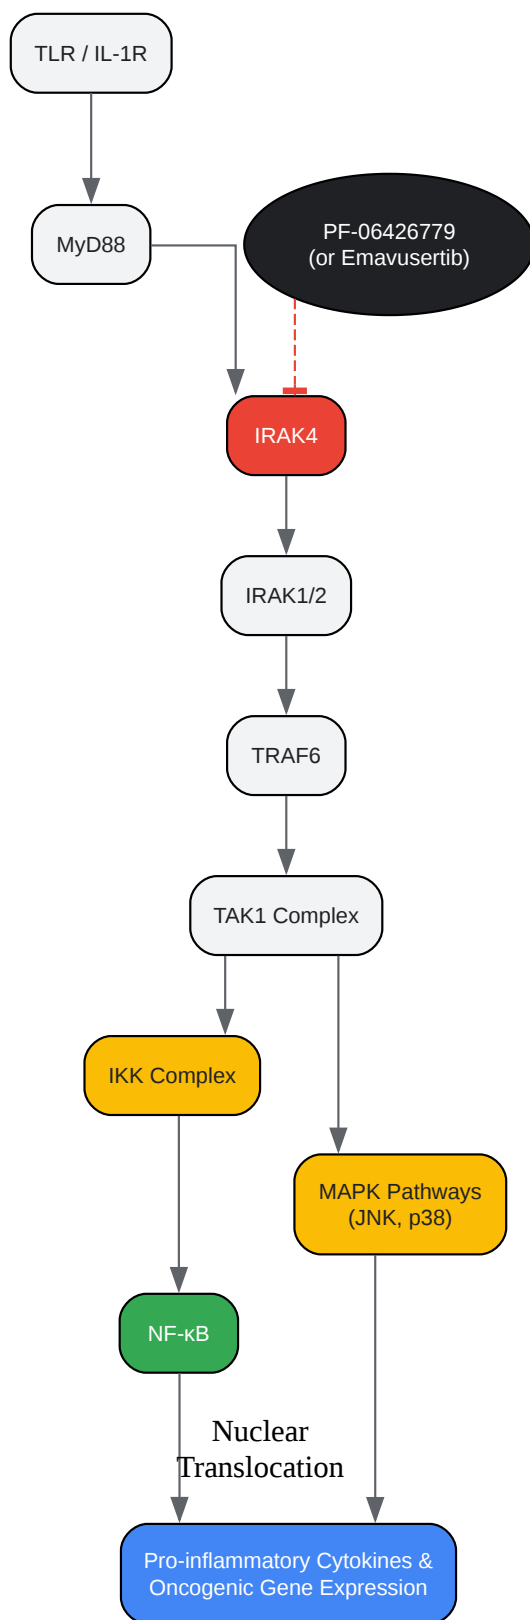 TLR / IL-1R
MyD88
PF-06426779
(or Emavusertib)
IRAK4
IRAK1/2
TRAF6
TAK1 Complex
IKK Complex
MAPK Pathways
(JNK, p38)
NF-κB
Nuclear
Translocation
Pro-inflammatory Cytokines &
Oncogenic Gene Expression